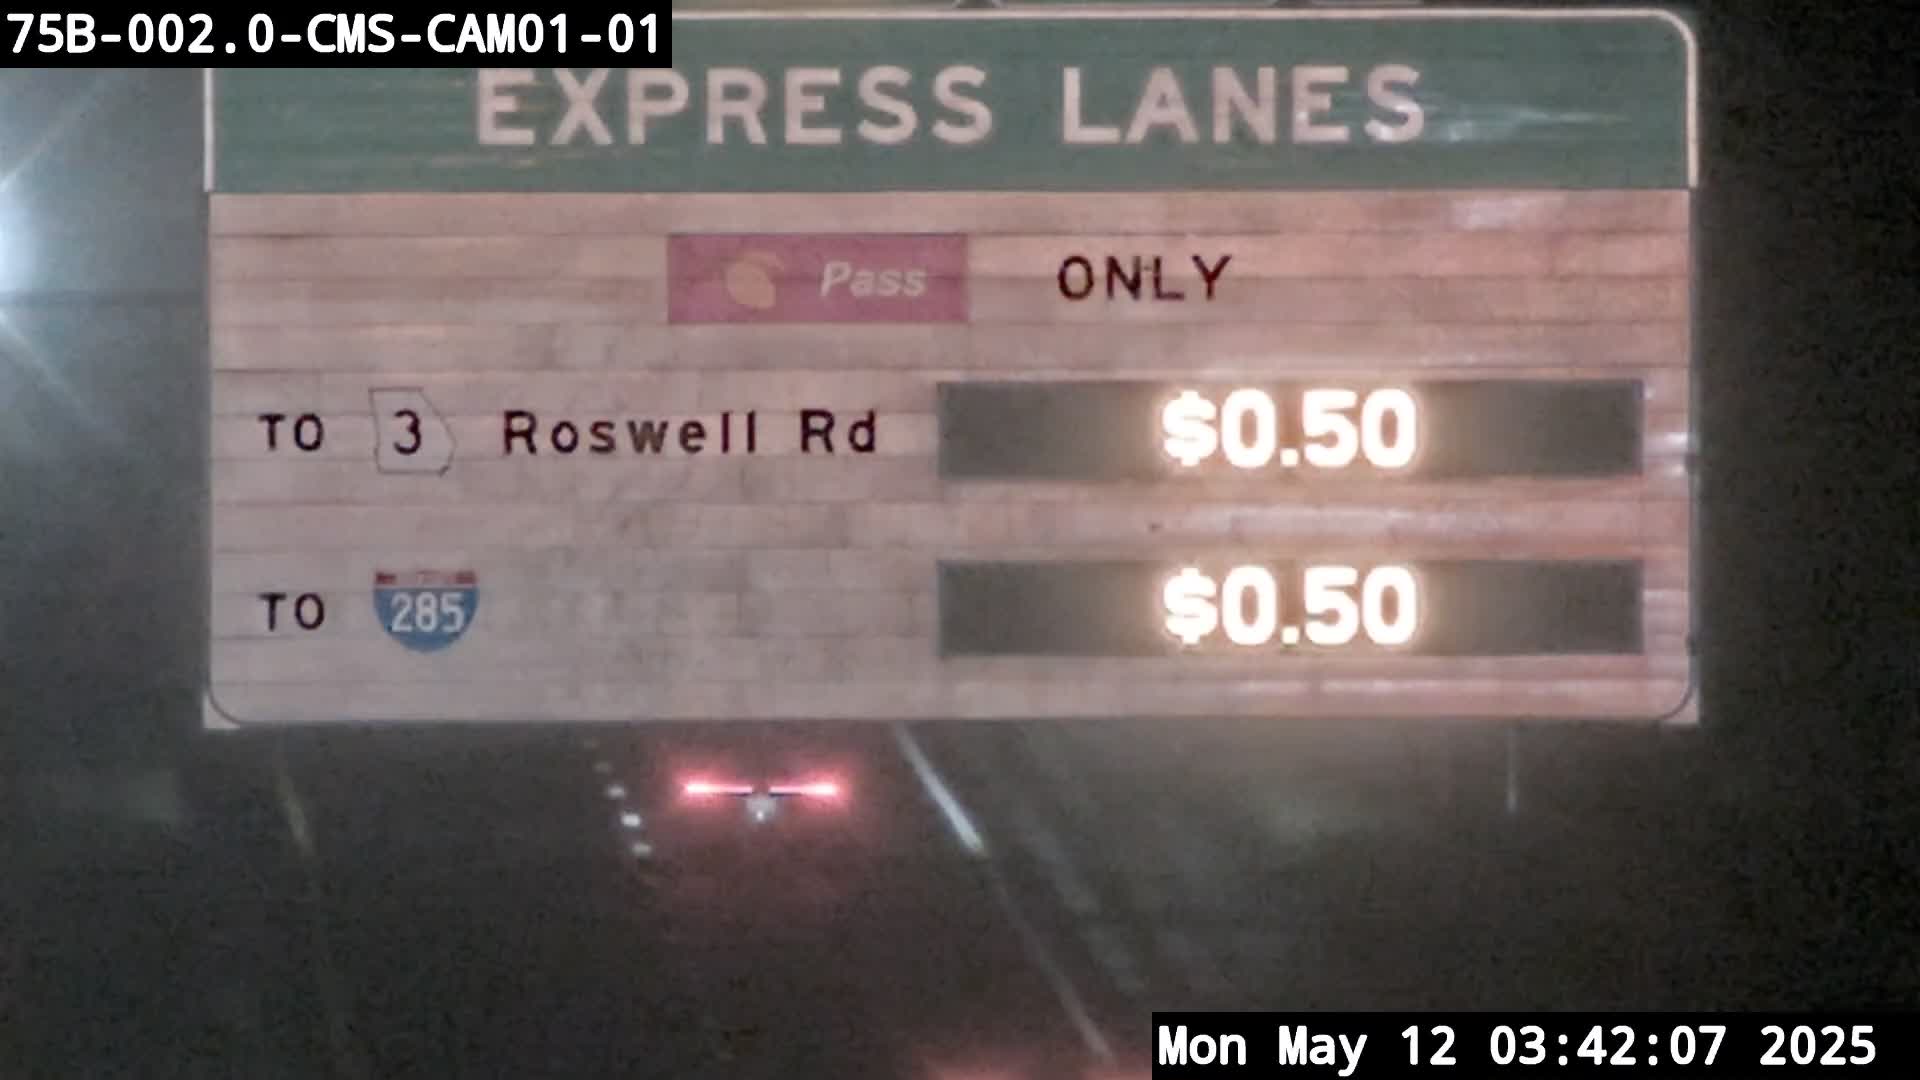 75B-002.0-CMS-CAM01-01
EXPRESS LANES
Pass ONLY
TO 3 Roswell Rd $0.50
TO 285 $0.50
Mon May 12 03:42:07 2025